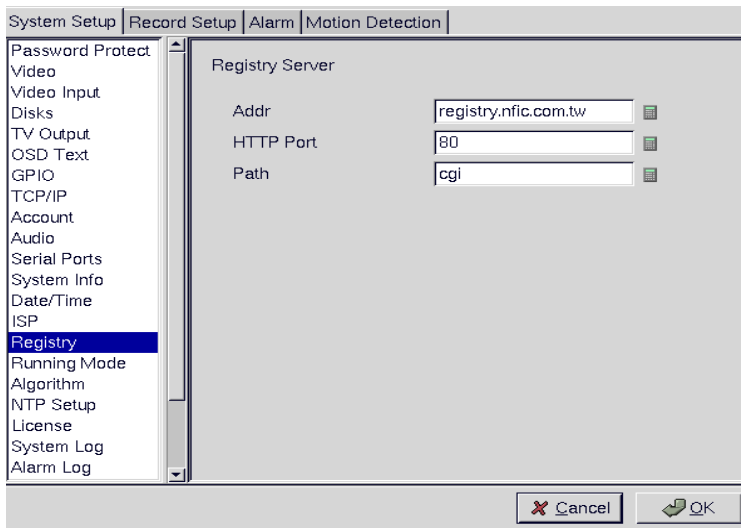 System Setup Record Setup Alarm Motion Detection
Password Protect
Video
Video Input
Disks
TV Output
OSD Text
GPIO
TCP/IP
Account
Audio
Serial Ports
System Info
Date/Time
ISP
Registry
Running Mode
Algorithm
NTP Setup
License
System Log
Alarm Log
Registry Server
Addr registry.nfic.com.tw
HTTP Port 80
Path cgi
Cancel OK